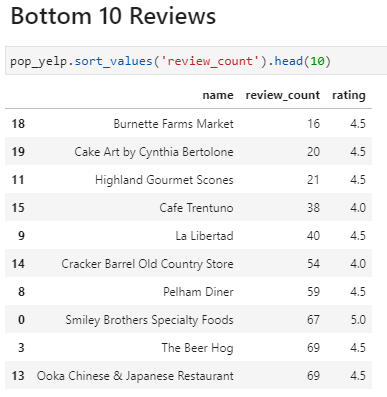 Bottom 10 Reviews
pop_yelp.sort_values('review_count').head(10)
name review_count rating
18 Burnette Farms Market 16 4.5
19 Cake Art by Cynthia Bertolone 20 4.5
11 Highland Gourmet Scones 21 4.5
15 Cafe Trentuno 38 4.0
9 La Libertad 40 4.5
14 Cracker Barrel Old Country Store 54 4.0
8 Pelham Diner 59 4.5
0 Smiley Brothers Specialty Foods 67 5.0
3 The Beer Hog 69 4.5
13 Ooka Chinese & Japanese Restaurant 69 4.5